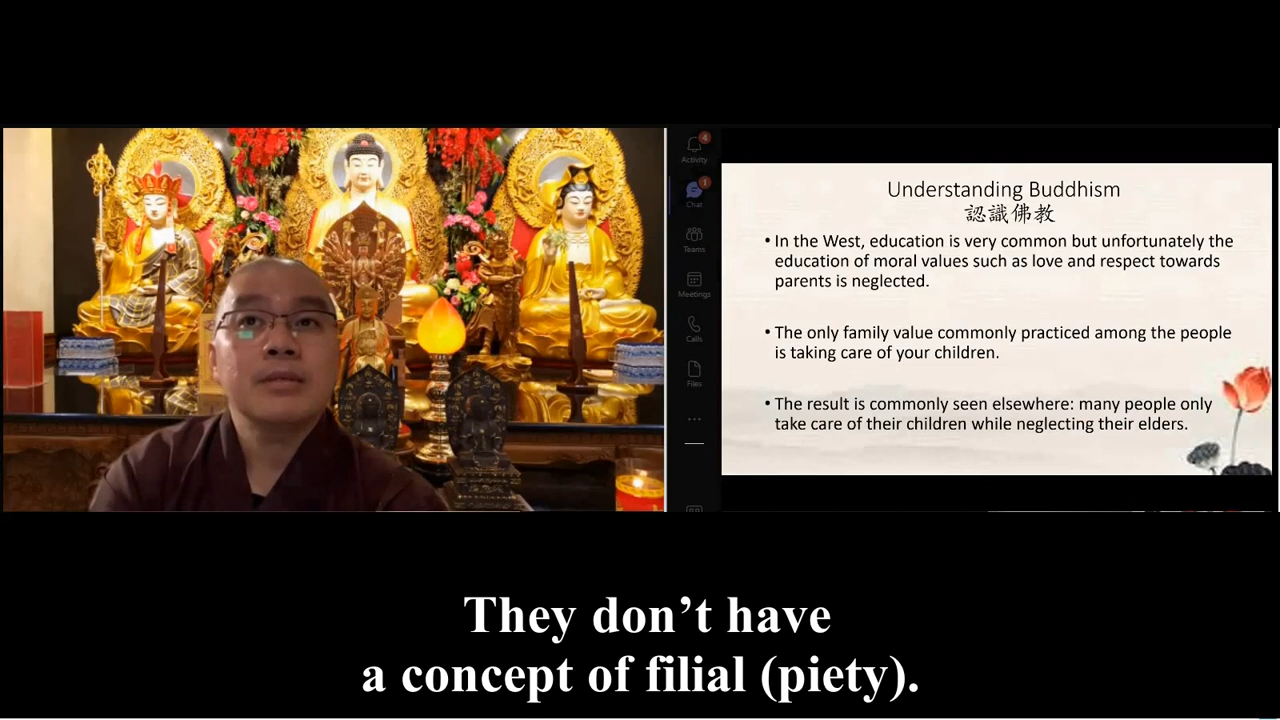 Activity
Chat
Teams
Meetings
Calls
Files
4
1
Understanding Buddhism
認識佛教
• In the West, education is very common but unfortunately the
education of moral values such as love and respect towards
parents is neglected.
• The only family value commonly practiced among the people
is taking care of your children.
• The result is commonly seen elsewhere: many people only
take care of their children while neglecting their elders.
They don’t have
a concept of filial (piety).